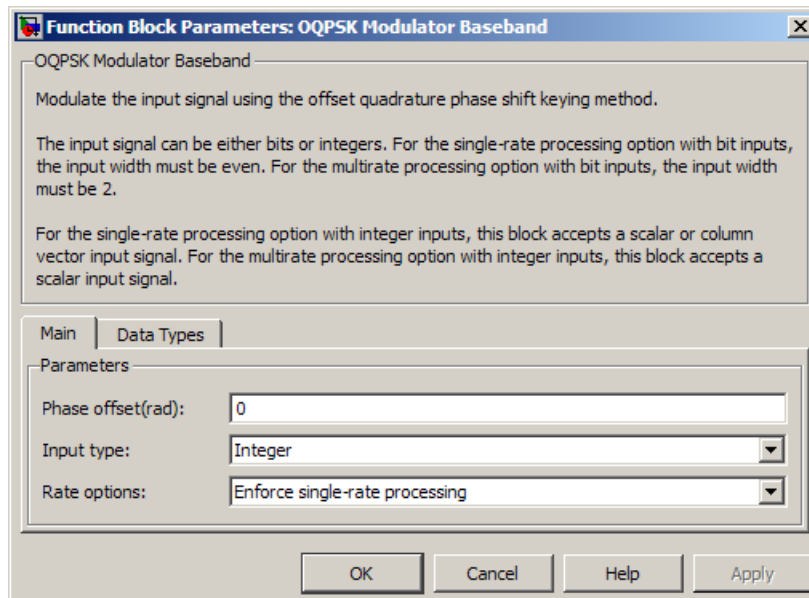 Function Block Parameters: OQPSK Modulator Baseband
OQPSK Modulator Baseband
Modulate the input signal using the offset quadrature phase shift keying method.
The input signal can be either bits or integers. For the single-rate processing option with bit inputs,
the input width must be even. For the multirate processing option with bit inputs, the input width
must be 2.
For the single-rate processing option with integer inputs, this block accepts a scalar or column
vector input signal. For the multirate processing option with integer inputs, this block accepts a
scalar input signal.
Main Data Types
Parameters
Phase offset(rad): 0
Input type: Integer
Rate options: Enforce single-rate processing
OK Cancel Help Apply